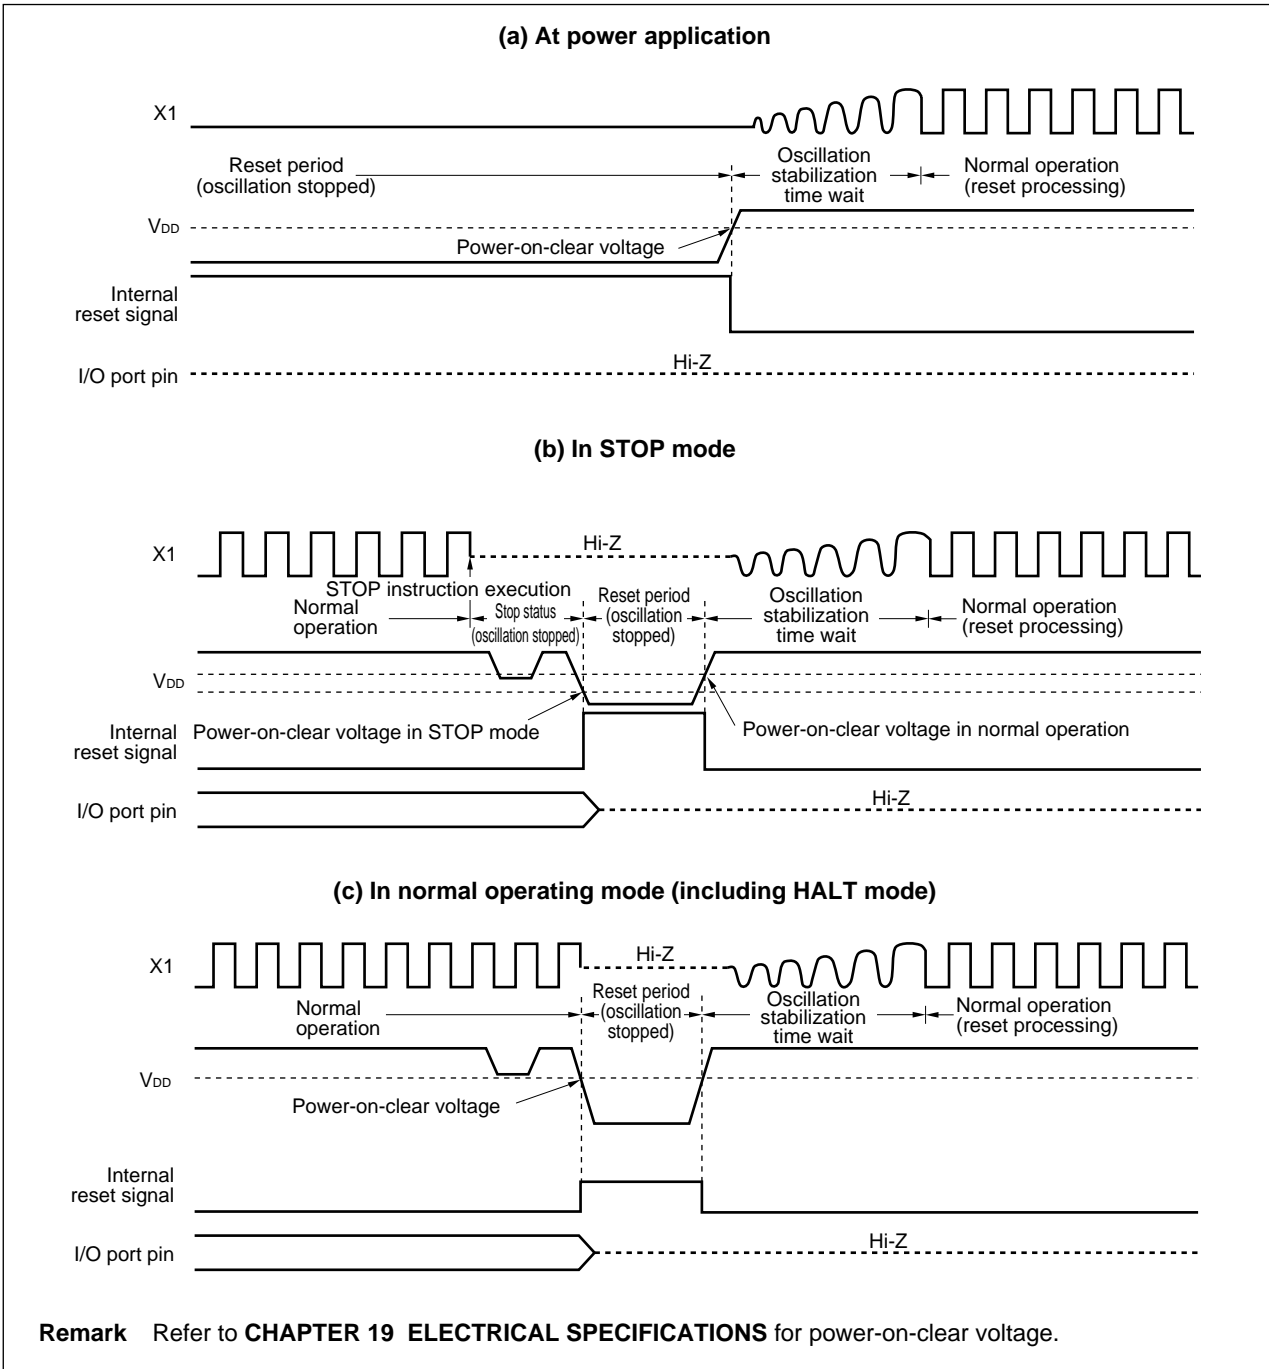 (a) At power application
X1
Reset period
(oscillation stopped)
Oscillation
stabilization
time wait
Normal operation
(reset processing)
VDD
Power-on-clear voltage
Internal
reset signal
Hi-Z
I/O port pin
(b) In STOP mode
X1
Hi-Z
STOP instruction execution
Normal
operation
Stop status
(oscillation stopped)
Reset period
(oscillation
stopped)
Oscillation
stabilization
time wait
Normal operation
(reset processing)
VDD
Power-on-clear voltage in STOP mode
Power-on-clear voltage in normal operation
Internal
reset signal
Hi-Z
I/O port pin
(c) In normal operating mode (including HALT mode)
X1
Hi-Z
Normal
operation
Reset period
(oscillation
stopped)
Oscillation
stabilization
time wait
Normal operation
(reset processing)
VDD
Power-on-clear voltage
Internal
reset signal
Hi-Z
I/O port pin
Remark Refer to CHAPTER 19 ELECTRICAL SPECIFICATIONS for power-on-clear voltage.